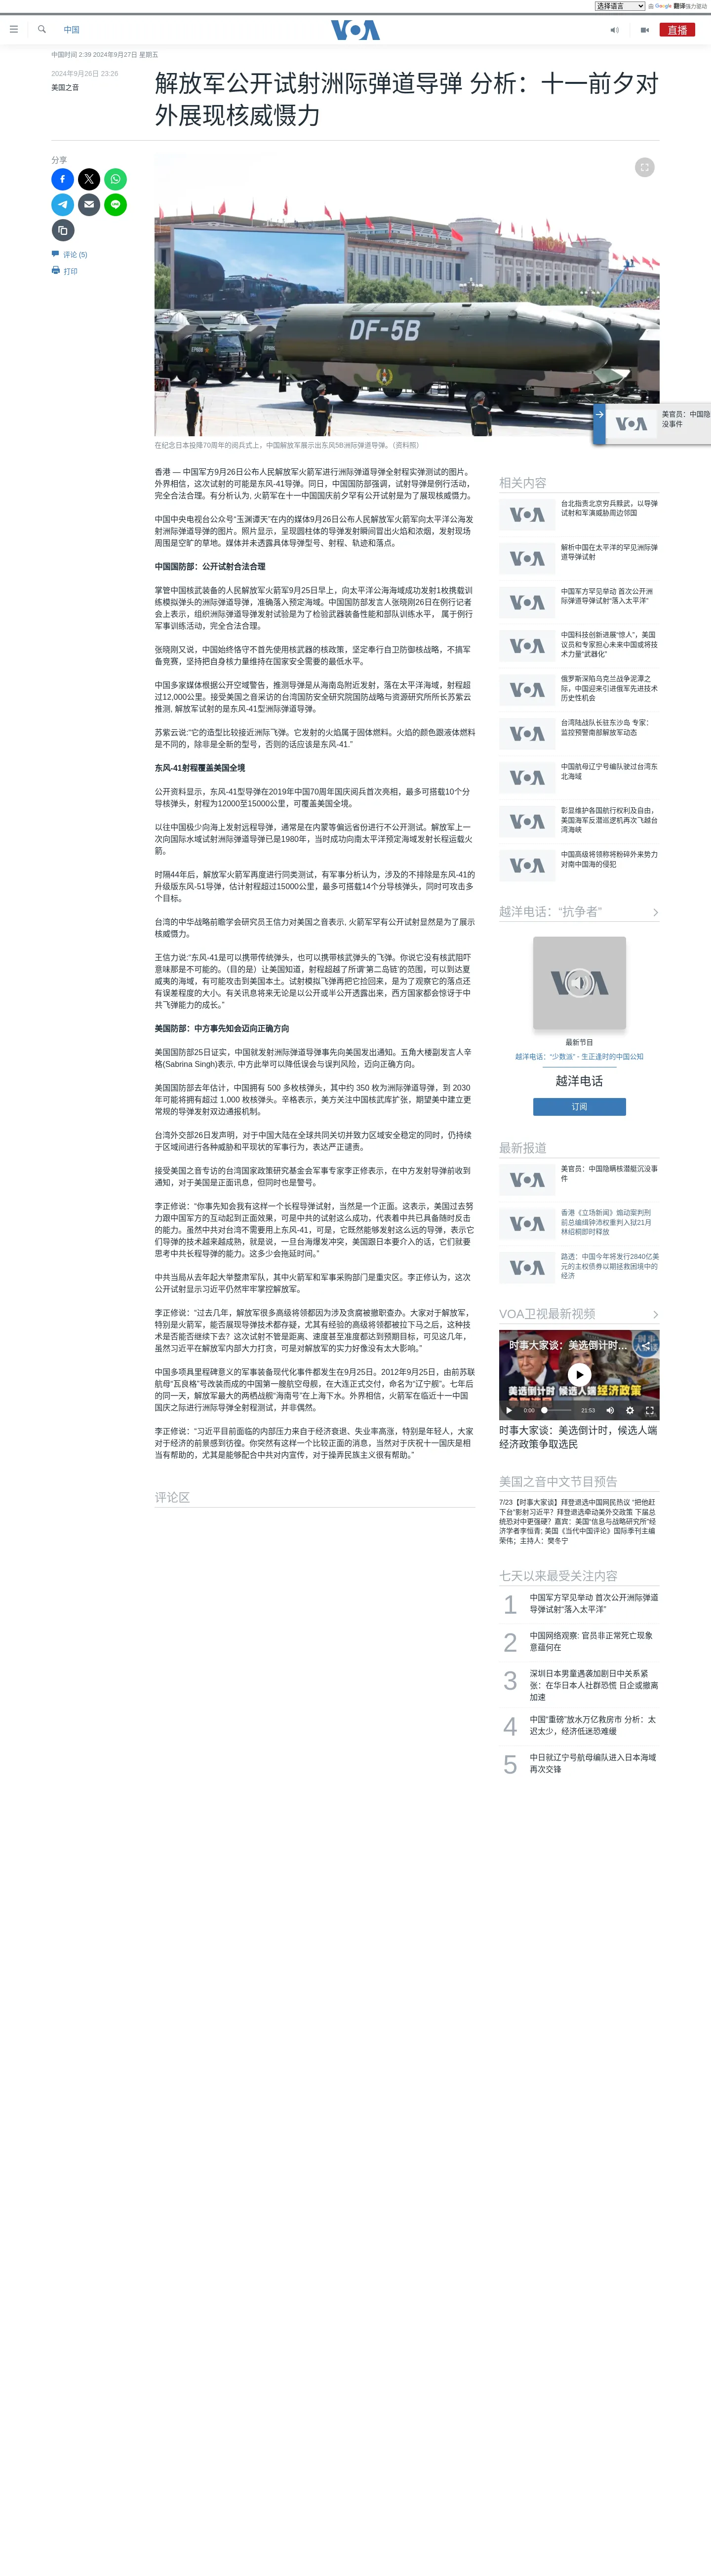 选择语言
由 Google 翻译强力驱动
中国
VOA
直播
中国时间 2:39 2024年9月27日 星期五
2024年9月26日 23:26
美国之音
解放军公开试射洲际弹道导弹 分析：十一前夕对
外展现核威慑力
分享
评论 (5)
打印
DF-5B
在纪念日本投降70周年的阅兵式上，中国解放军展示出东风5B洲际弹道导弹。（资料照）
美官员：中国隐
没事件
香港 — 中国军方9月26日公布人民解放军火箭军进行洲际弹道导弹全射程实弹测试的图片。
外界相信，这次试射的可能是东风-41导弹。同日，中国国防部强调，试射导弹是例行活动，
完全合法合理。有分析认为, 火箭军在十一中国国庆前夕罕有公开试射是为了展现核威慑力。
中国中央电视台公众号“玉渊谭天”在内的媒体9月26日公布人民解放军火箭军向太平洋公海发
射洲际弹道导弹的图片。照片显示，呈现圆柱体的导弹发射瞬间冒出火焰和浓烟，发射现场
周围是空旷的草地。媒体并未透露具体导弹型号、射程、轨迹和落点。
中国国防部：公开试射合法合理
掌管中国核武装备的人民解放军火箭军9月25日早上，向太平洋公海海域成功发射1枚携载训
练模拟弹头的洲际弹道导弹，准确落入预定海域。中国国防部发言人张晓刚26日在例行记者
会上表示，组织洲际弹道导弹发射试验是为了检验武器装备性能和部队训练水平， 属于例行
军事训练活动，完全合法合理。
张晓刚又说，中国始终恪守不首先使用核武器的核政策，坚定奉行自卫防御核战略，不搞军
备竞赛，坚持把自身核力量维持在国家安全需要的最低水平。
中国多家媒体根据公开空域警告，推测导弹是从海南岛附近发射，落在太平洋海域，射程超
过12,000公里。接受美国之音采访的台湾国防安全研究院国防战略与资源研究所所长苏紫云
推测, 解放军试射的是东风-41型洲际弹道导弹。
苏紫云说:“它的造型比较接近洲际飞弹。它发射的火焰属于固体燃料。火焰的颜色跟液体燃料
是不同的，除非是全新的型号，否则的话应该是东风-41.”
东风-41射程覆盖美国全境
公开资料显示，东风-41型导弹在2019年中国70周年国庆阅兵首次亮相，最多可搭载10个分
导核弹头，射程为12000至15000公里，可覆盖美国全境。
以往中国极少向海上发射远程导弹，通常是在内蒙等偏远省份进行不公开测试。解放军上一
次向国际水域试射洲际弹道导弹已是1980年，当时成功向南太平洋预定海域发射长程运载火
箭。
时隔44年后，解放军火箭军再度进行同类测试，有军事分析认为，涉及的不排除是东风-41的
升级版东风-51导弹，估计射程超过15000公里，最多可搭载14个分导核弹头，同时可攻击多
个目标。
台湾的中华战略前瞻学会研究员王信力对美国之音表示, 火箭军罕有公开试射显然是为了展示
核威慑力。
王信力说:“东风-41是可以携带传统弹头，也可以携带核武弹头的飞弹。你说它没有核武阻吓
意味那是不可能的。（目的是）让美国知道，射程超越了所谓‘第二岛链’的范围，可以到达夏
威夷的海域，有可能攻击到美国本土。试射模拟飞弹再把它捡回来，是为了观察它的落点还
有误差程度的大小。有关讯息将来无论是以公开或半公开透露出来，西方国家都会惊讶于中
共飞弹能力的成长。”
美国防部：中方事先知会迈向正确方向
美国国防部25日证实，中国就发射洲际弹道导弹事先向美国发出通知。五角大楼副发言人辛
格(Sabrina Singh)表示, 中方此举可以降低误会与误判风险，迈向正确方向。
美国国防部去年估计，中国拥有 500 多枚核弹头，其中约 350 枚为洲际弹道导弹，到 2030
年可能将拥有超过 1,000 枚核弹头。辛格表示，美方关注中国核武库扩张，期望美中建立更
常规的导弹发射双边通报机制。
台湾外交部26日发声明，对于中国大陆在全球共同关切并致力区域安全稳定的同时，仍持续
于区域间进行各种威胁和平现状的军事行为，表达严正谴责。
接受美国之音专访的台湾国家政策研究基金会军事专家李正修表示，在中方发射导弹前收到
通知，对于美国是正面讯息，但同时也是警号。
李正修说：“你事先知会我有这样一个长程导弹试射，当然是一个正面。这表示，美国过去努
力跟中国军方的互动起到正面效果，可是中共的试射这么成功，代表着中共已具备随时反击
的能力。虽然中共对台湾不需要用上东风-41，可是，它既然能够发射这么远的导弹，表示它
们导弹的技术越来越成熟，就是说，一旦台海爆发冲突，美国跟日本要介入的话，它们就要
思考中共长程导弹的能力。这多少会拖延时间。”
中共当局从去年起大举整肃军队，其中火箭军和军事采购部门是重灾区。李正修认为，这次
公开试射显示习近平仍然牢牢掌控解放军。
李正修说：“过去几年，解放军很多高级将领都因为涉及贪腐被撤职查办。大家对于解放军，
特别是火箭军，能否展现导弹技术都存疑，尤其有经验的高级将领都被拉下马之后，这种技
术是否能否继续下去？这次试射不管是距离、速度甚至准度都达到预期目标，可见这几年，
虽然习近平在解放军内部大力打贪，可是对解放军的实力好像没有太大影响。”
中国多项具里程碑意义的军事装备现代化事件都发生在9月25日。2012年9月25日，由前苏联
航母“瓦良格”号改装而成的中国第一艘航空母舰，在大连正式交付，命名为“辽宁舰”。七年后
的同一天，解放军最大的两栖战舰“海南号”在上海下水。外界相信，火箭军在临近十一中国
国庆之际进行洲际导弹全射程测试，并非偶然。
李正修说：“习近平目前面临的内部压力来自于经济衰退、失业率高涨，特别是年轻人，大家
对于经济的前景感到彷徨。你突然有这样一个比较正面的消息，当然对于庆祝十一国庆是相
当有帮助的，尤其是能够配合中共对内宣传，对于操弄民族主义很有帮助。”
评论区
相关内容
VOA
台北指责北京穷兵黩武，以导弹
试射和军演威胁周边邻国
VOA
解析中国在太平洋的罕见洲际弹
道导弹试射
VOA
中国军方罕见举动 首次公开洲
际弹道导弹试射“落入太平洋”
VOA
中国科技创新进展“惊人”，美国
议员和专家担心未来中国或将技
术力量“武器化”
VOA
俄罗斯深陷乌克兰战争泥潭之
际，中国迎来引进俄军先进技术
历史性机会
VOA
台湾陆战队长驻东沙岛 专家：
监控预警南部解放军动态
VOA
中国航母辽宁号编队驶过台湾东
北海域
VOA
彰显维护各国航行权利及自由，
美国海军反潜巡逻机再次飞越台
湾海峡
VOA
中国高级将领称将粉碎外来势力
对南中国海的侵犯
越洋电话：“抗争者”
VOA
最新节目
越洋电话：“少数派” - 生正逢时的中国公知
越洋电话
订阅
最新报道
VOA
美官员：中国隐瞒核潜艇沉没事
件
VOA
香港《立场新闻》煽动案判刑
前总编缉钟沛权重判入狱21月
林绍桐即时释放
VOA
路透：中国今年将发行2840亿美
元的主权债券以期拯救困境中的
经济
VOA卫视最新视频
时事大家谈：美选倒计时...
美选倒计时 候选人端经济政策
0:00
21:53
时事大家谈：美选倒计时，候选人端
经济政策争取选民
美国之音中文节目预告
7/23【时事大家谈】拜登退选中国网民热议 “把他赶
下台”影射习近平？拜登退选牵动美外交政策 下届总
统恐对中更强硬？嘉宾：美国“信息与战略研究所”经
济学者李恒青; 美国《当代中国评论》国际季刊主编
荣伟；主持人：樊冬宁
七天以来最受关注内容
1
中国军方罕见举动 首次公开洲际弹道
导弹试射“落入太平洋”
2
中国网络观察: 官员非正常死亡现象
意蕴何在
3
深圳日本男童遇袭加剧日中关系紧
张：在华日本人社群恐慌 日企或撤离
加速
4
中国“重磅”放水万亿救房市 分析：太
迟太少，经济低迷恐难缓
5
中日就辽宁号航母编队进入日本海域
再次交锋